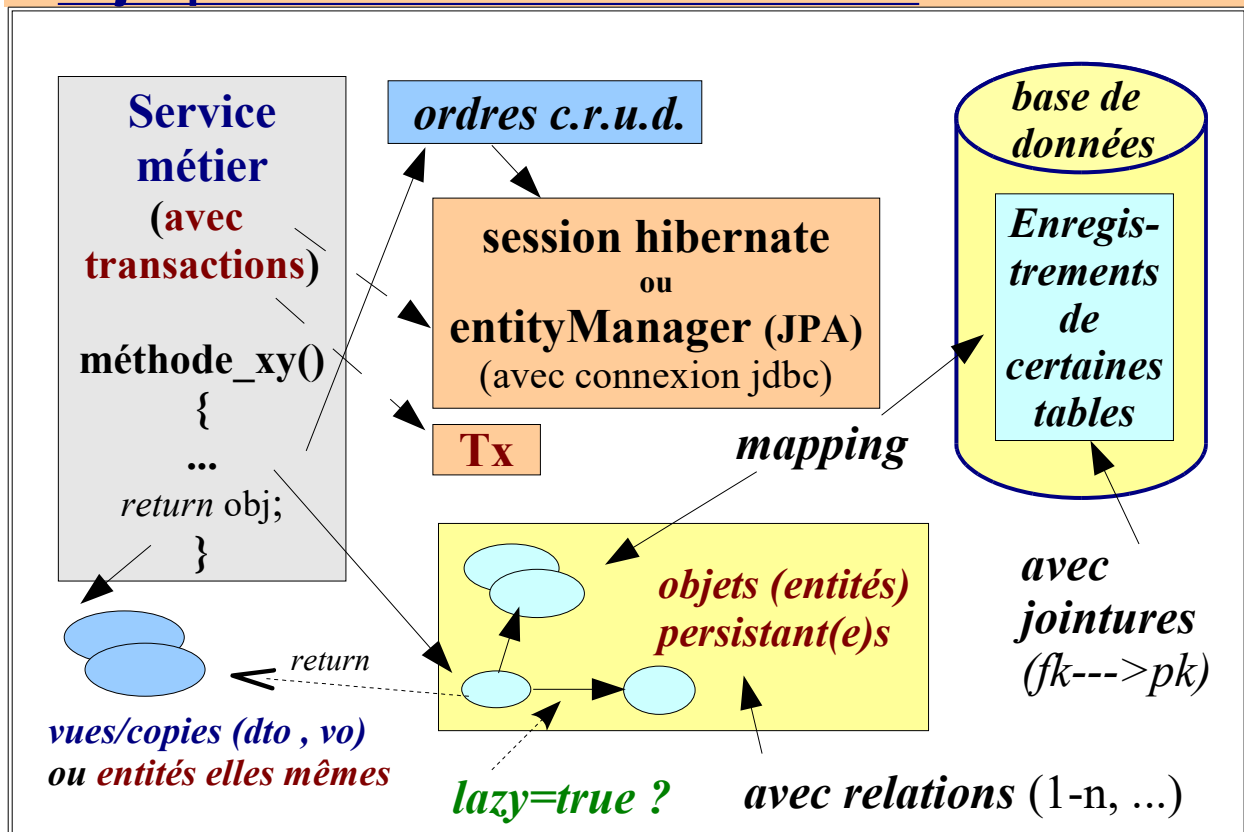 Service
métier
(avec
transactions)
méthode_xy()
{
...
return obj;
}
ordres c.r.u.d.
session hibernate
ou
entityManager (JPA)
(avec connexion jdbc)
Tx
mapping
base de
données
Enregis-
trements
de
certaines
tables
avec
jointures
(fk--->pk)
objets (entités)
persistant(e)s
return
vues/copies (dto , vo)
ou entités elles mêmes
lazy=true ?
avec relations (1-n, ...)